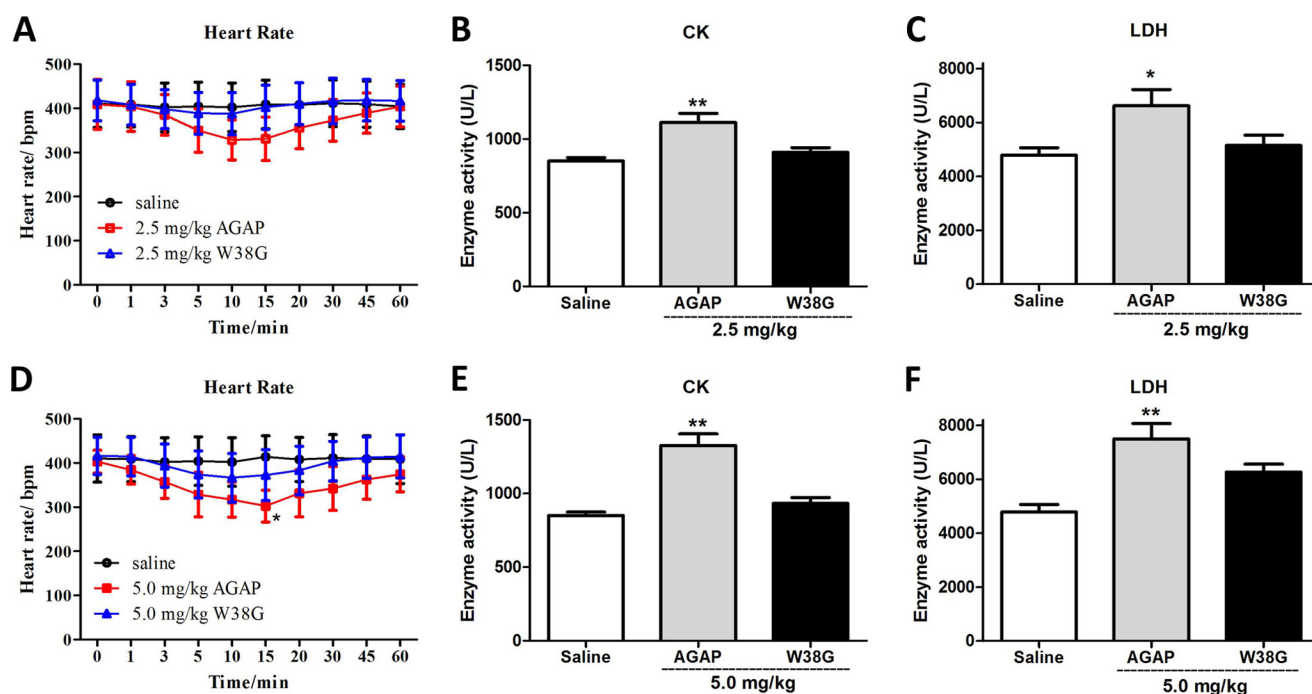 A
Heart Rate
Heart rate/ bpm
500
400
300
200
100
0
saline
2.5 mg/kg AGAP
2.5 mg/kg W38G
0 1 3 5 10 15 20 30 45 60
Time/min
B
CK
Enzyme activity (U/L)
1500
1000
500
0
**
Saline AGAP W38G
2.5 mg/kg
C
LDH
Enzyme activity (U/L)
8000
6000
4000
2000
0
*
Saline AGAP W38G
2.5 mg/kg
D
Heart Rate
Heart rate/ bpm
500
400
300
200
100
0
*
saline
5.0 mg/kg AGAP
5.0 mg/kg W38G
0 1 3 5 10 15 20 30 45 60
Time/min
E
CK
Enzyme activity (U/L)
1500
1000
500
0
**
Saline AGAP W38G
5.0 mg/kg
F
LDH
Enzyme activity (U/L)
10000
8000
6000
4000
2000
0
**
Saline AGAP W38G
5.0 mg/kg